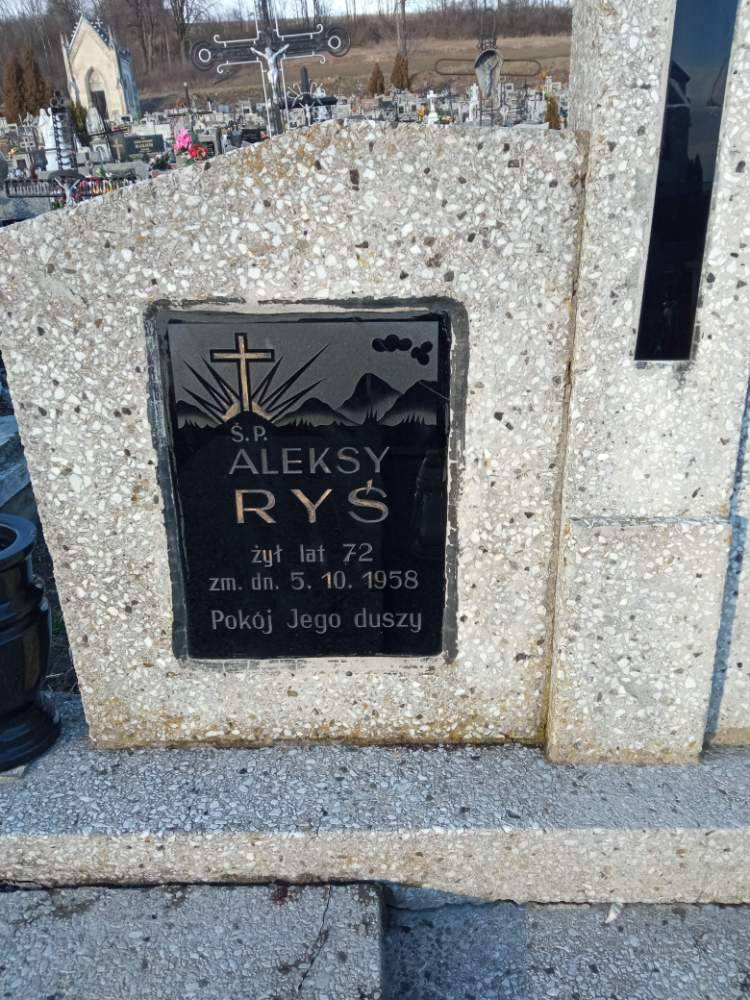 Ś.P.
ALEKSY
RYŚ
żył lat 72
zm. dn. 5. 10. 1958
Pokój Jego duszy